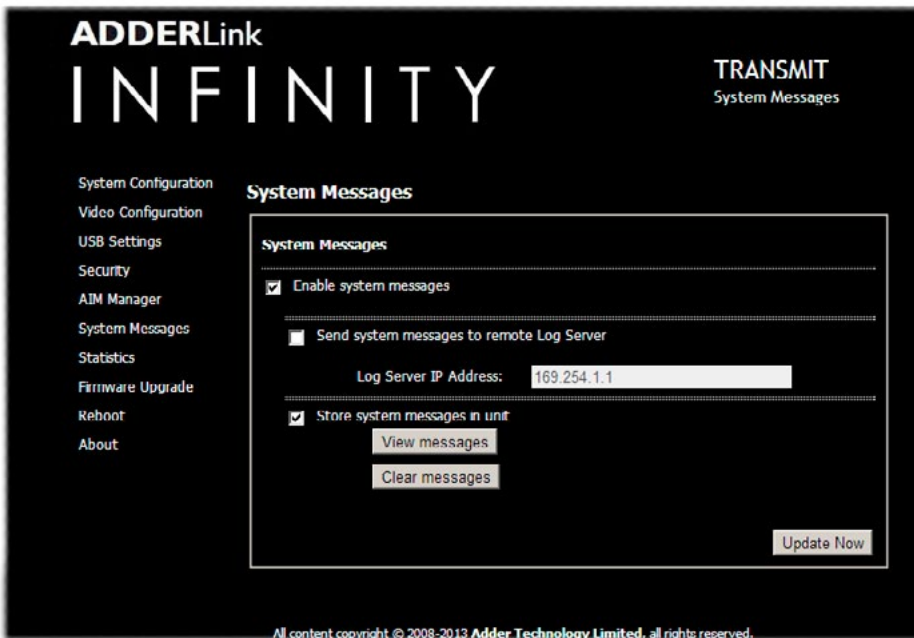 ADDERLink
INFINITY
TRANSMIT
System Messages
System Configuration
Video Configuration
USB Settings
Security
AIM Manager
System Messages
Statistics
Firmware Upgrade
Reboot
About
System Messages
System Messages
Enable system messages
Send system messages to remote Log Server
Log Server IP Address: 169.254.1.1
Store system messages in unit
View messages
Clear messages
Update Now
All content copyright © 2008-2013 Adder Technology Limited, all rights reserved.